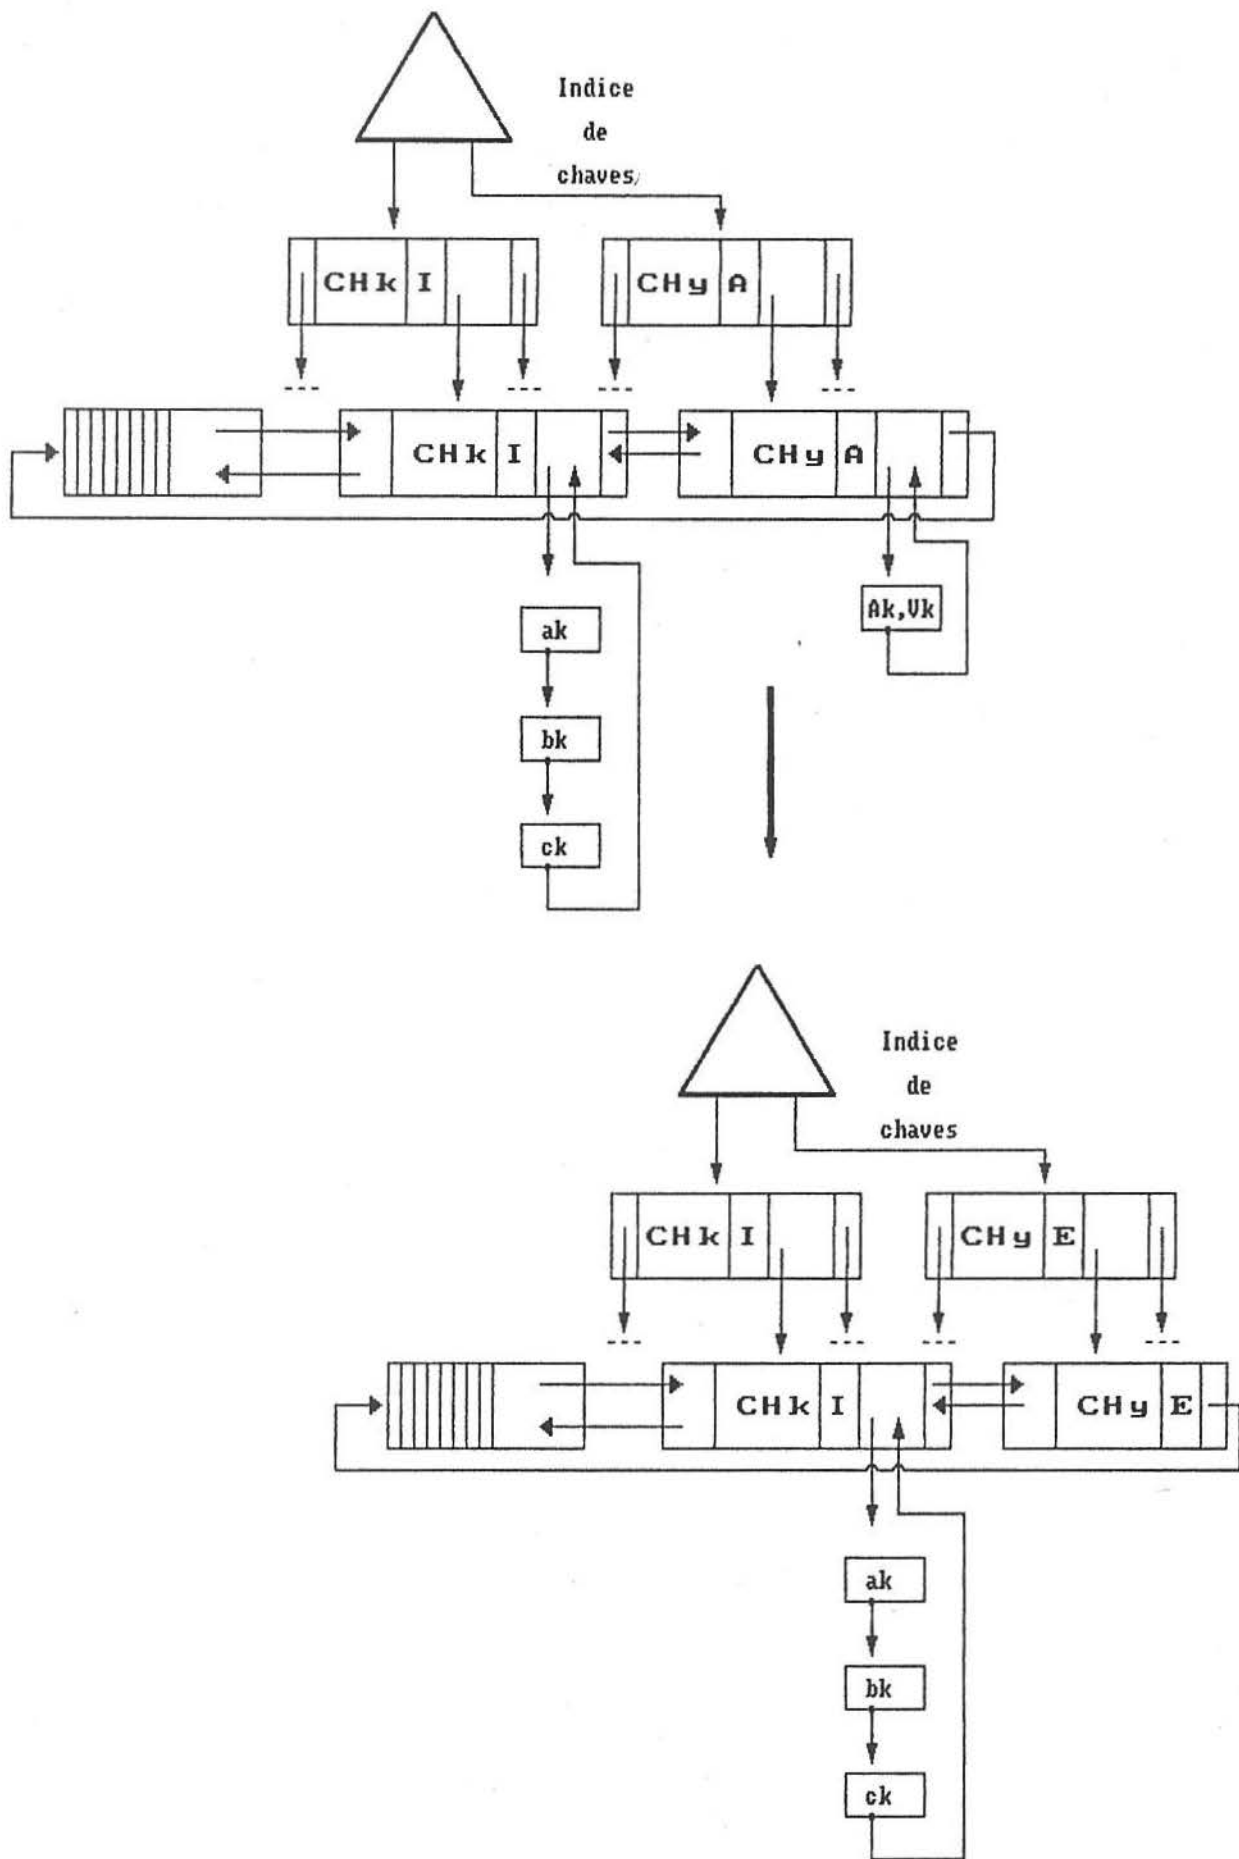 Indice
de
chaves
CHk I
CHy A
---
---
---
---
CHk I
CHy A
Ak,Vk
ak
bk
ck
Indice
de
chaves
CHk I
CHy E
---
---
---
---
CHk I
CHy E
ak
bk
ck